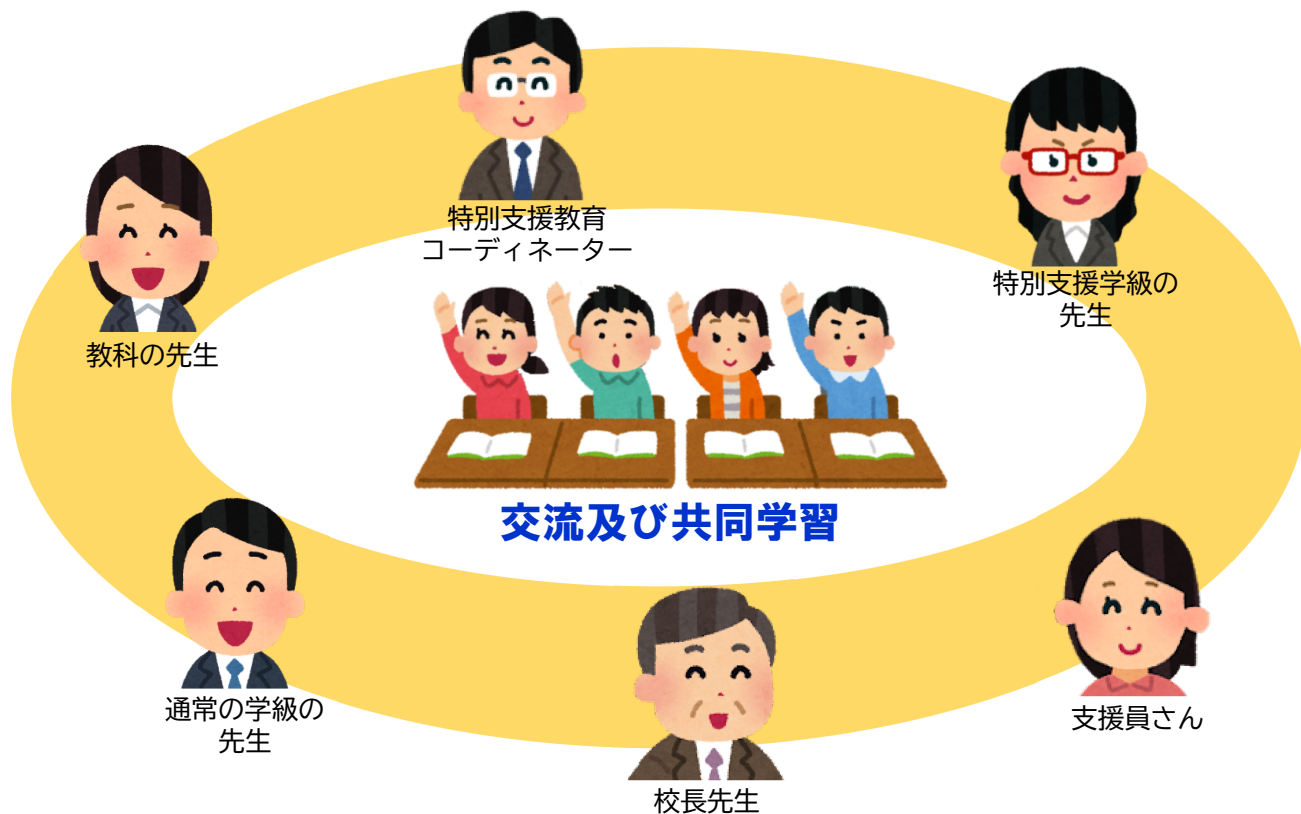 特別支援教育
コーディネーター
特別支援学級の
先生
教科の先生
交流及び共同学習
通常の学級の
先生
支援員さん
校長先生